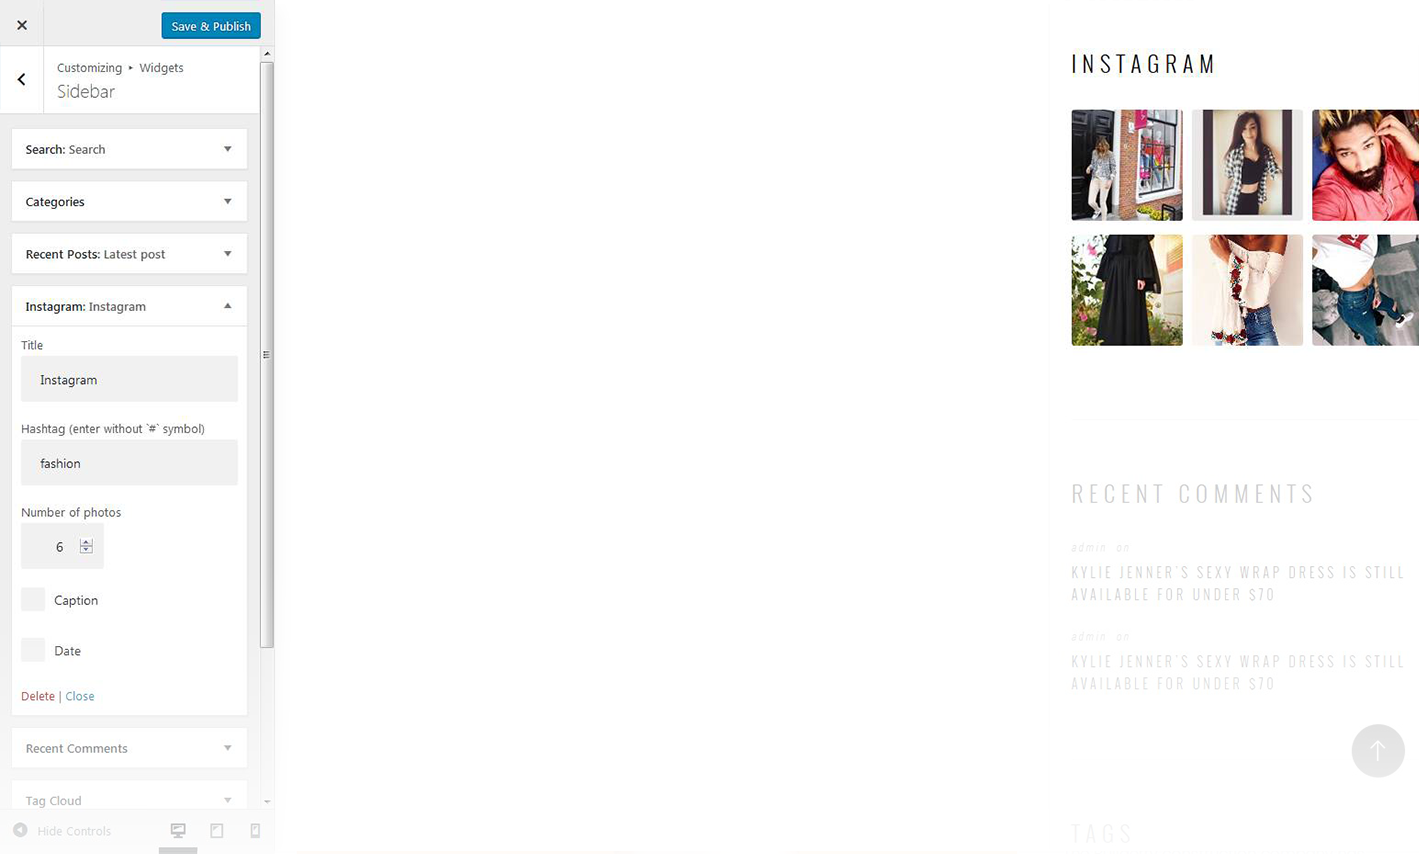 Save & Publish
Customizing ▸ Widgets
Sidebar
Search: Search
Categories
Recent Posts: Latest post
Instagram: Instagram
Title
Instagram
Hashtag (enter without `#` symbol)
fashion
Number of photos
6
Caption
Date
Delete | Close
Recent Comments
Tag Cloud
Hide Controls
INSTAGRAM
RECENT COMMENTS
admin on
KYLIE JENNER'S SEXY WRAP DRESS IS STILL
AVAILABLE FOR UNDER $70
admin on
KYLIE JENNER'S SEXY WRAP DRESS IS STILL
AVAILABLE FOR UNDER $70
TAGS